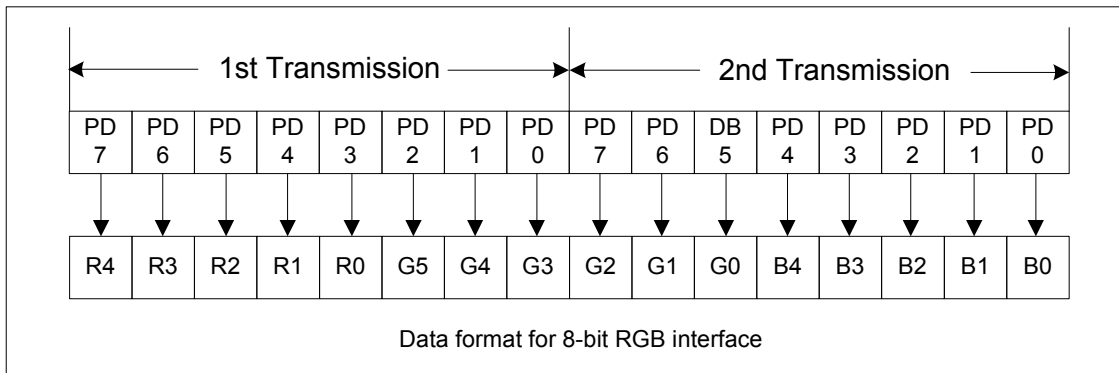 1st Transmission 2nd Transmission
PD 7 PD 6 PD 5 PD 4 PD 3 PD 2 PD 1 PD 0 PD 7 PD 6 DB 5 PD 4 PD 3 PD 2 PD 1 PD 0
R4 R3 R2 R1 R0 G5 G4 G3 G2 G1 G0 B4 B3 B2 B1 B0
Data format for 8-bit RGB interface